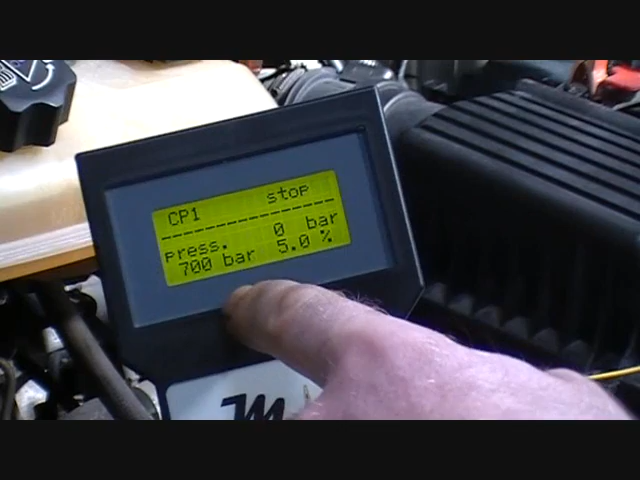 CP1 stop
------------------
press. 0 bar
700 bar 5.0 %
m